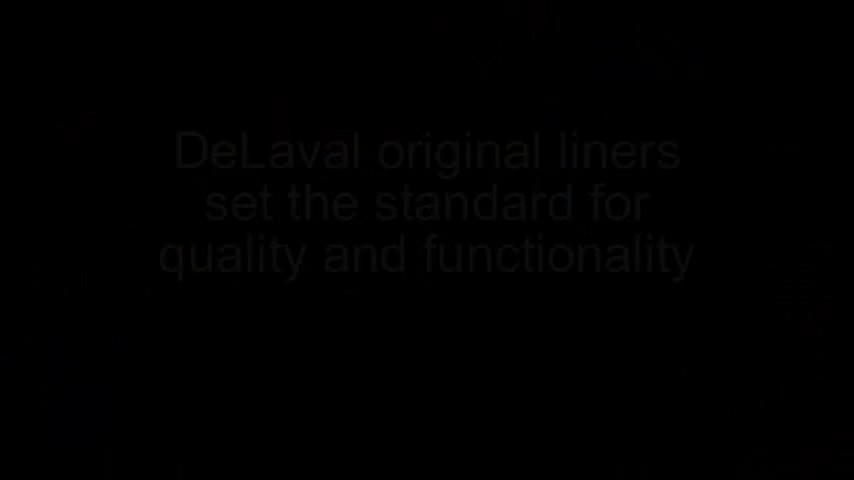 DeLaval original liners
set the standard for
quality and functionality